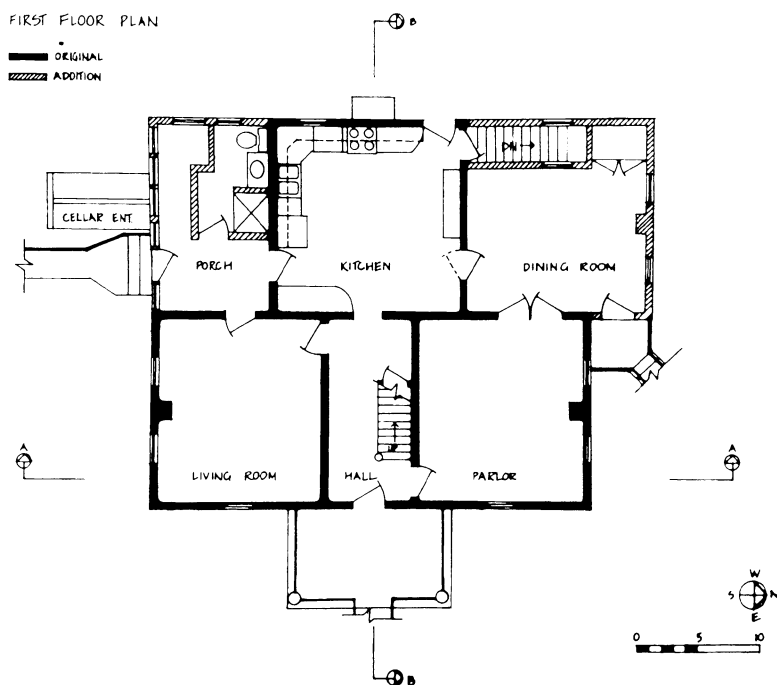 FIRST FLOOR PLAN
ORIGINAL
ADDITION
B
DN
CELLAR ENT.
PORCH
KITCHEN
DINING ROOM
UP
A
A
LIVING ROOM
HALL
PARLOR
W
S N
E
0 5 10
B